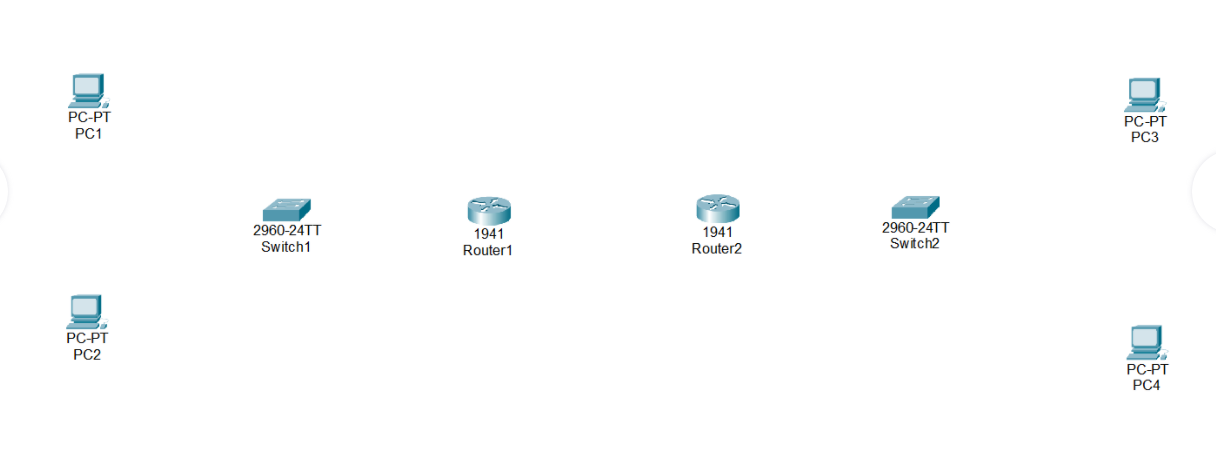 PC-PT
PC1
PC-PT
PC3
2960-24TT
Switch1
1941
Router1
1941
Router2
2960-24TT
Switch2
PC-PT
PC2
PC-PT
PC4